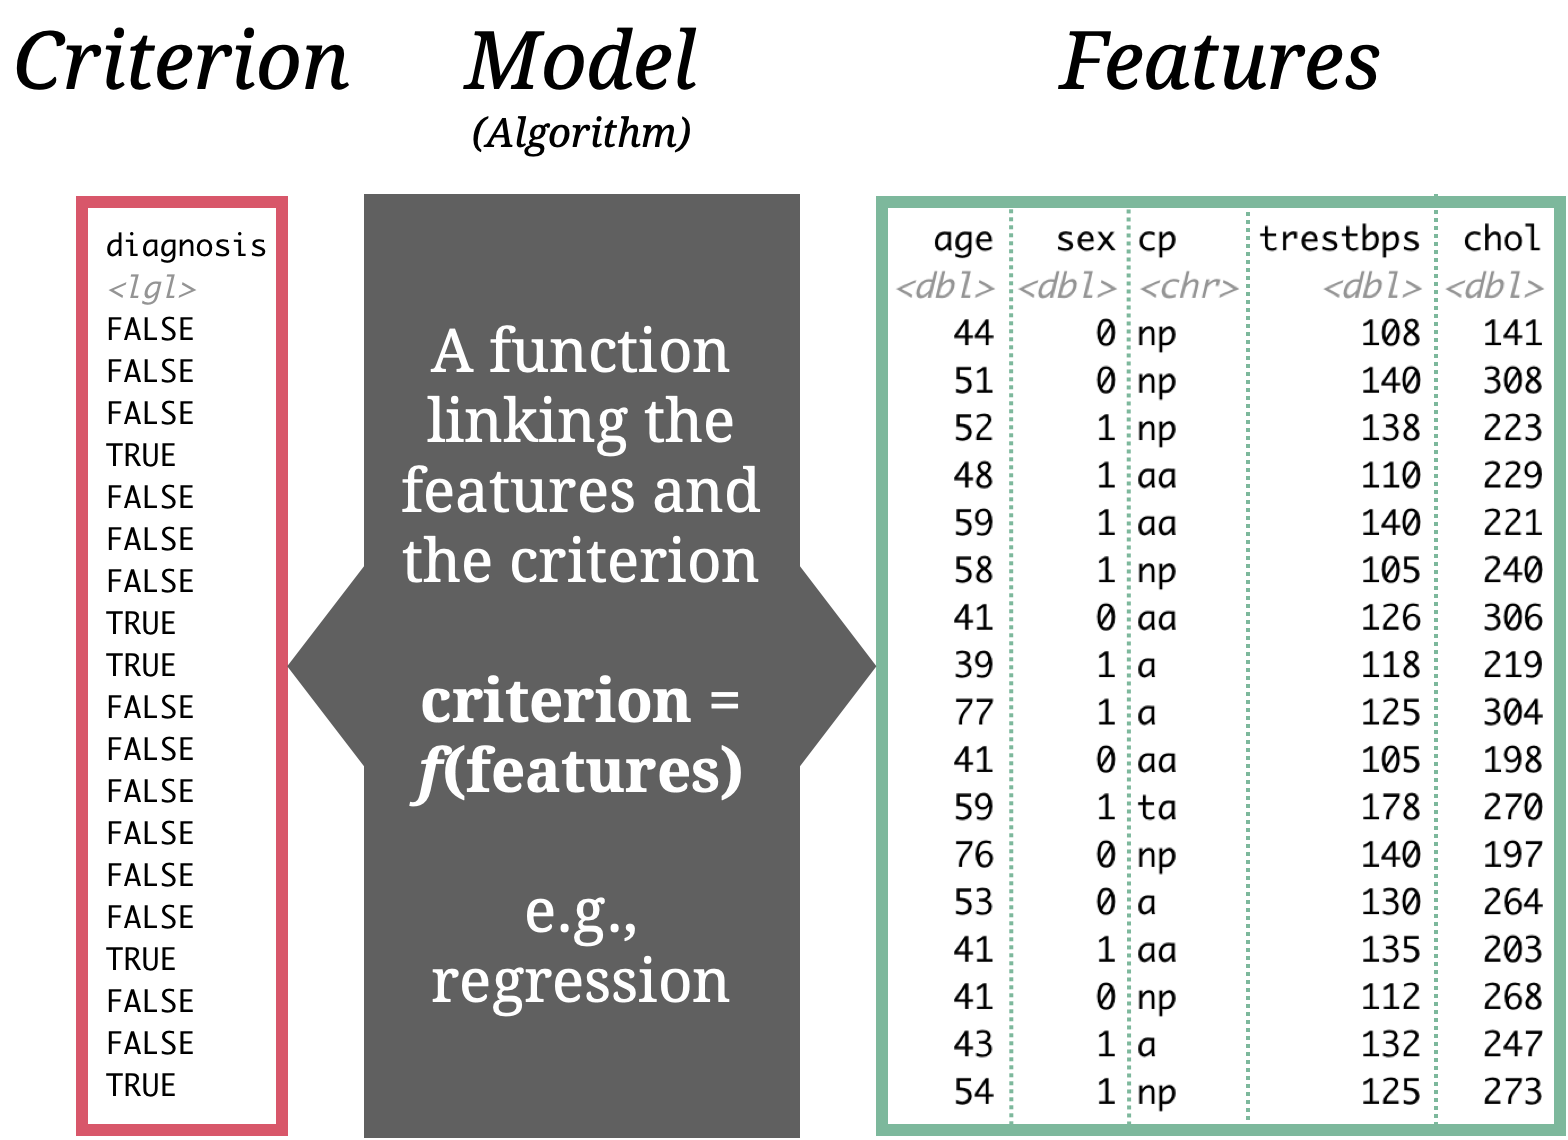 Criterion
Model
(Algorithm)
Features
diagnosis
<lgl>
FALSE
FALSE
FALSE
TRUE
FALSE
FALSE
FALSE
TRUE
TRUE
FALSE
FALSE
FALSE
FALSE
FALSE
FALSE
TRUE
FALSE
FALSE
TRUE
A function
linking the
features and
the criterion
criterion =
f(features)
e.g.,
regression
age sex cp trestbps chol
<dbl> <dbl> <chr> <dbl> <dbl>
44 0 np 108 141
51 0 np 140 308
52 1 np 138 223
48 1 aa 110 229
59 1 aa 140 221
58 1 np 105 240
41 0 aa 126 306
39 1 a 118 219
77 1 a 125 304
41 0 aa 105 198
59 1 ta 178 270
76 0 np 140 197
53 0 a 130 264
41 1 aa 135 203
41 0 np 112 268
43 1 a 132 247
54 1 np 125 273